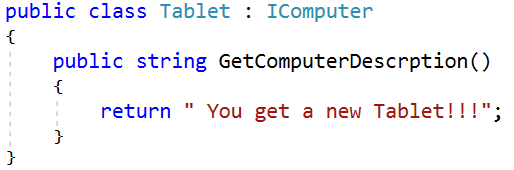 public class Tablet : IComputer
{
public string GetComputerDescrption()
{
return " You get a new Tablet!!!";
}
}